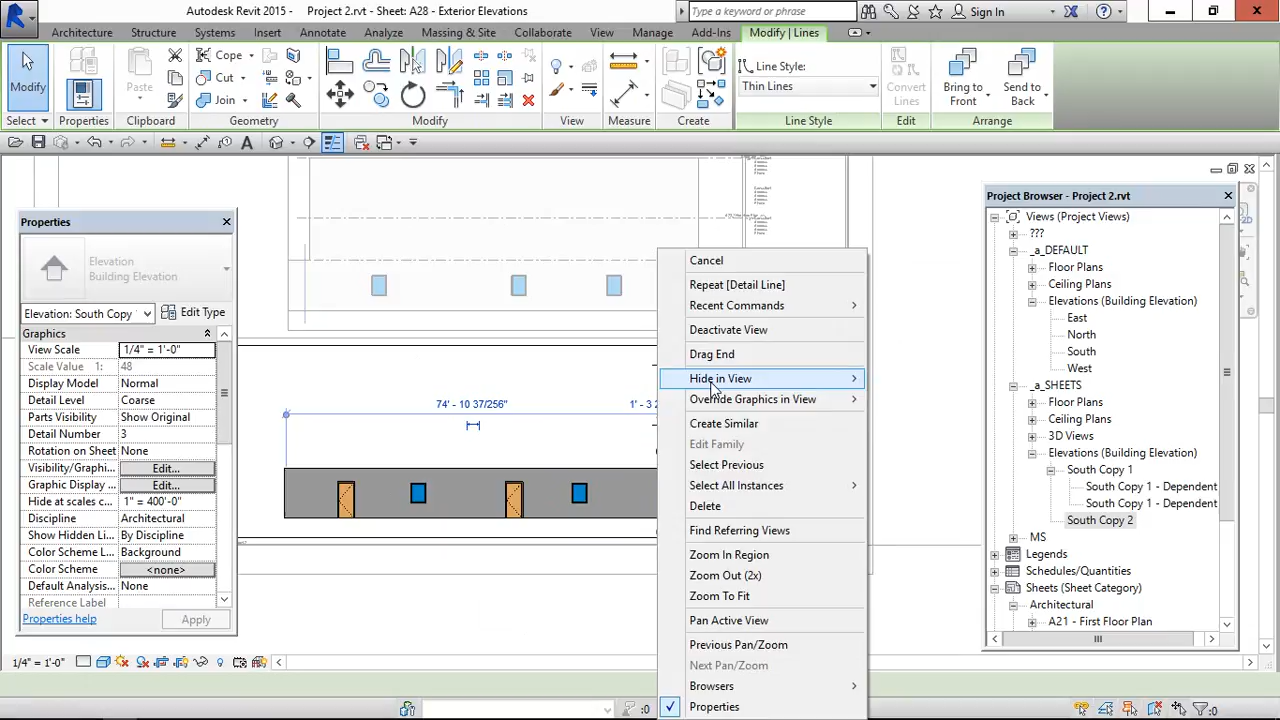 Autodesk Revit 2015 -    Project 2.rvt - Sheet: A28 - Exterior Elevations
Type a keyword or phrase
Sign In
Architecture Structure Systems Insert Annotate Analyze Massing & Site Collaborate View Manage Add-Ins Modify | Lines
Modify
Paste
Cope
Cut
Join
Line Style:
Thin Lines
Convert
Lines
Bring to
Front
Send to
Back
Select Properties Clipboard Geometry Modify View Measure Create Line Style Edit Arrange
Properties
Elevation
Building Elevation
Elevation: South Copy
Edit Type
Graphics
View Scale 1/4" = 1'-0"
Scale Value 1: 48
Display Model Normal
Detail Level Coarse
Parts Visibility Show Original
Detail Number 3
Rotation on Sheet None
Visibility/Graphi... Edit...
Graphic Display ... Edit...
Hide at scales c... 1" = 400'-0"
Discipline Architectural
Show Hidden Li... By Discipline
Color Scheme L... Background
Color Scheme <none>
Default Analysis... None
Reference Label
Properties help
Apply
74' - 10 37/256"
1' - 3 2
Cancel
Repeat [Detail Line]
Recent Commands
Deactivate View
Drag End
Hide in View
Override Graphics in View
Create Similar
Edit Family
Select Previous
Select All Instances
Delete
Find Referring Views
Zoom In Region
Zoom Out (2x)
Zoom To Fit
Pan Active View
Previous Pan/Zoom
Next Pan/Zoom
Browsers
Properties
Project Browser - Project 2.rvt
Views (Project Views)
???
_a_DEFAULT
Floor Plans
Ceiling Plans
Elevations (Building Elevation)
East
North
South
West
_a_SHEETS
Floor Plans
Ceiling Plans
3D Views
Elevations (Building Elevation)
South Copy 1
South Copy 1 - Dependent
South Copy 1 - Dependent
South Copy 2
MS
Legends
Schedules/Quantities
Sheets (Sheet Category)
Architectural
A21 - First Floor Plan
1/4" = 1'-0"
:0
:0